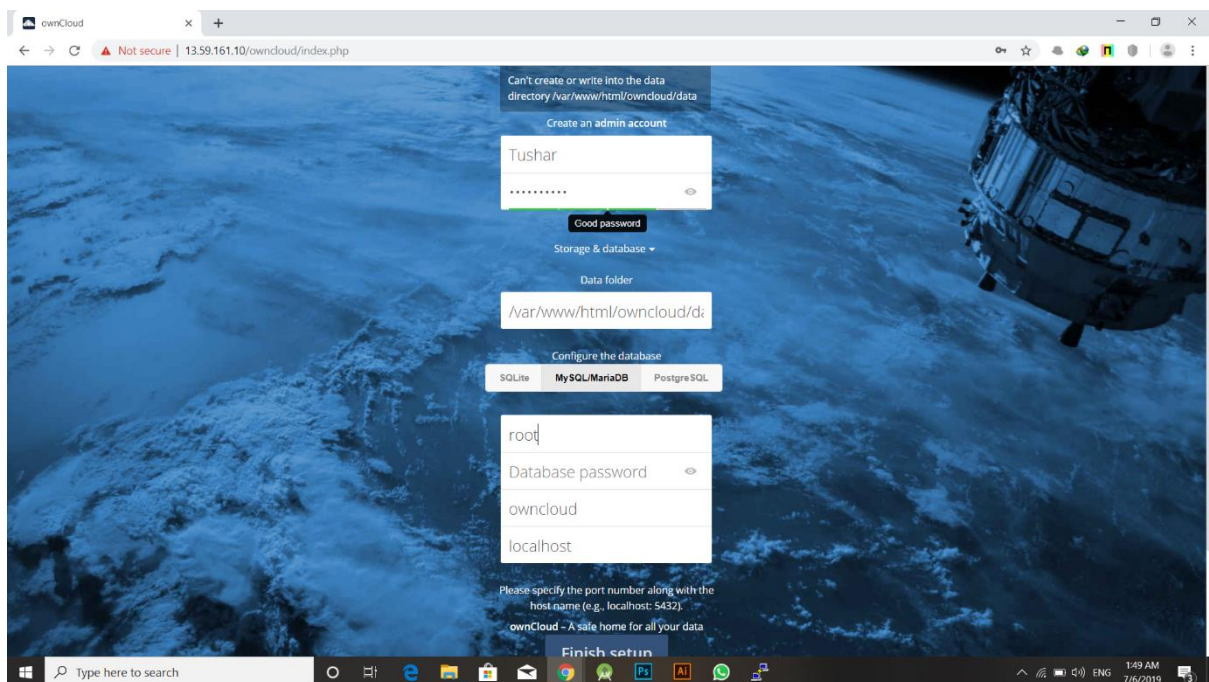 ownCloud
Not secure | 13.59.161.10/owncloud/index.php
Can't create or write into the data
directory /var/www/html/owncloud/data
Create an admin account
Tushar
••••••••••
Good password
Storage & database
Data folder
/var/www/html/owncloud/da
Configure the database
SQLite MySQL/MariaDB PostgreSQL
root
Database password
owncloud
localhost
Please specify the port number along with the
host name (e.g., localhost: 5432).
ownCloud – A safe home for all your data
Finish setup
Type here to search
Ps
Ai
ENG
1:49 AM
7/6/2019
3